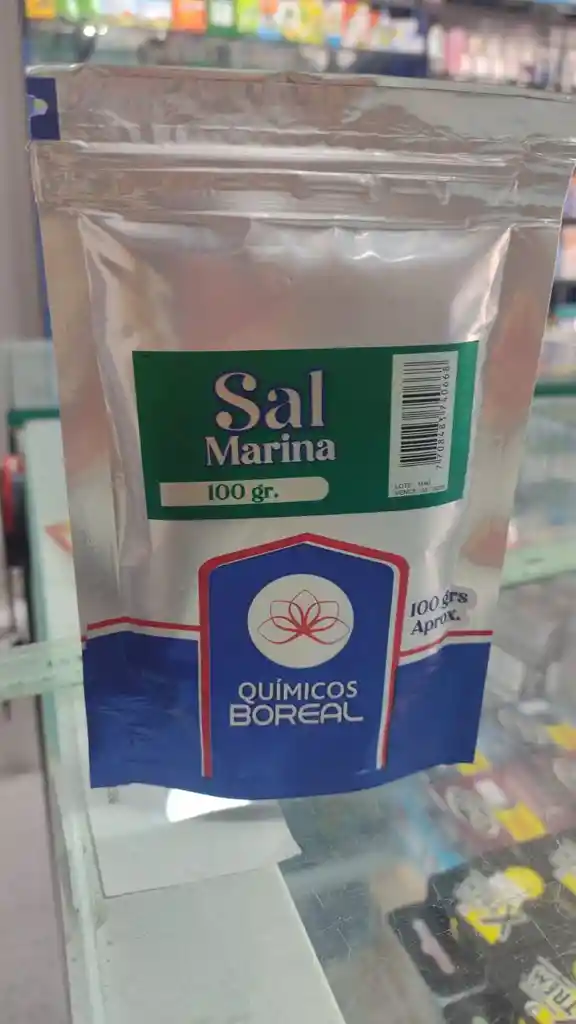 Sal
Marina
100 gr.
100 grs
Aprox.
QUÍMICOS
BOREAL